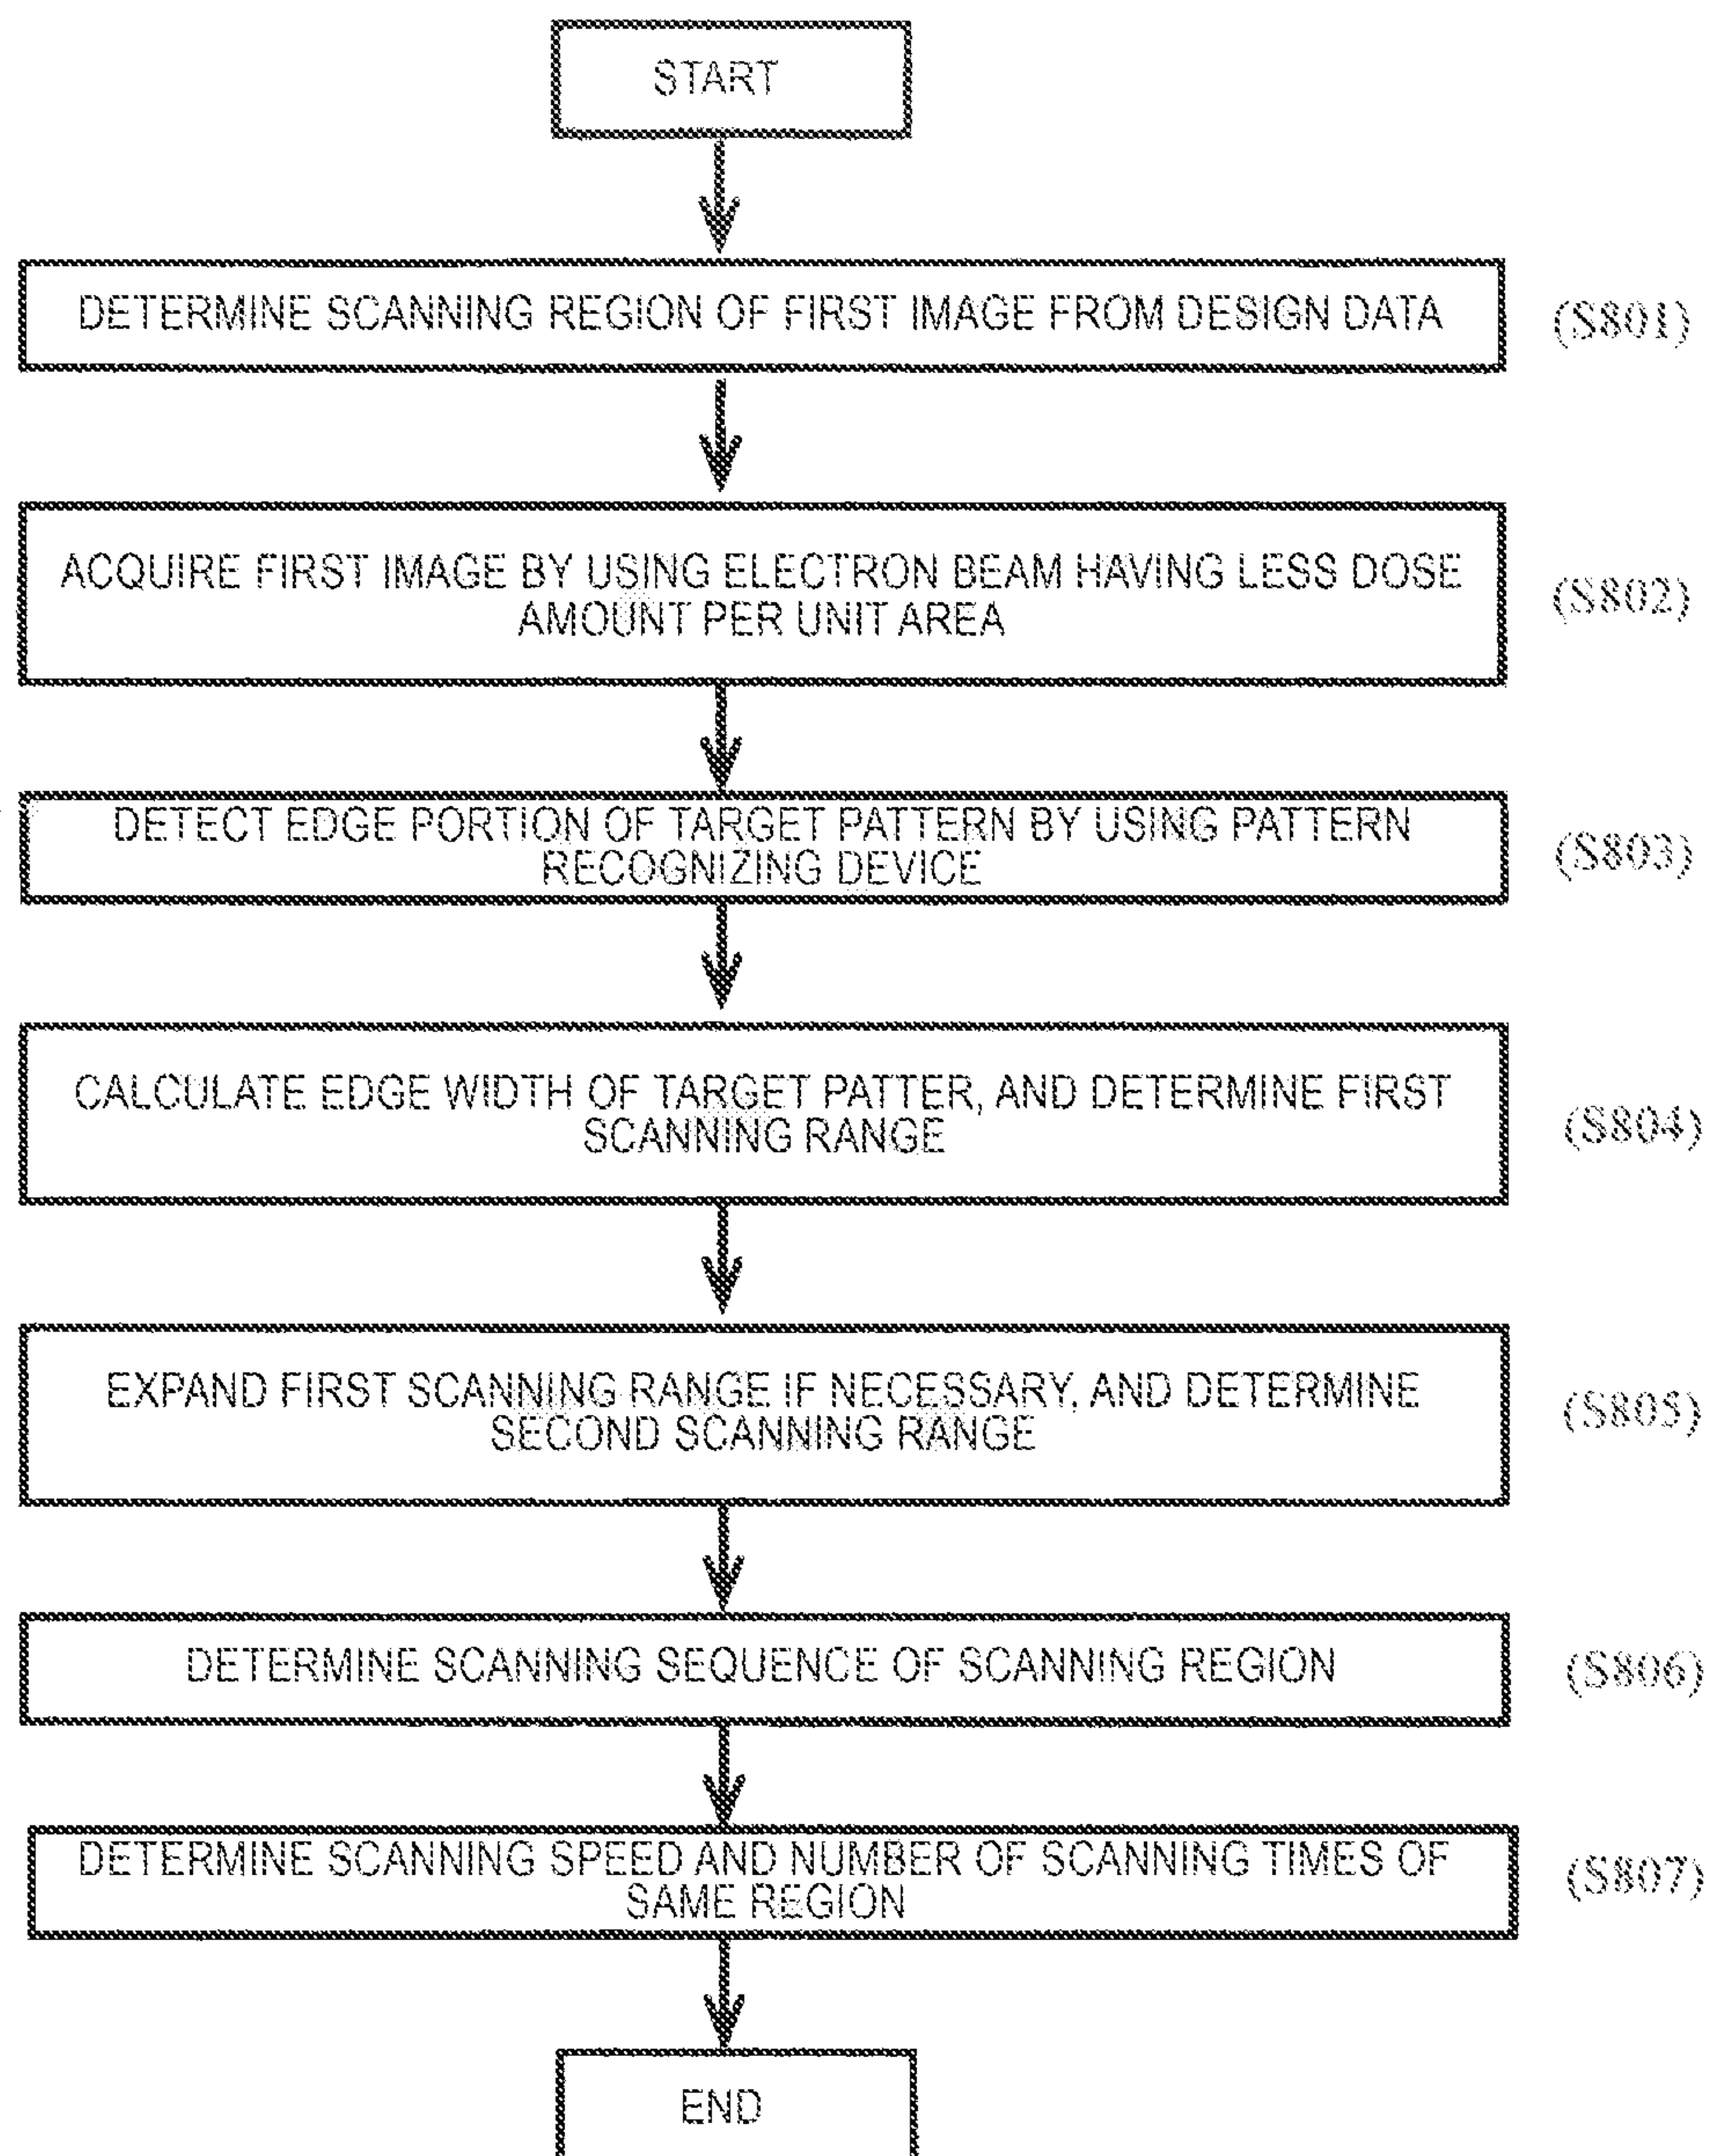 START
DETERMINE SCANNING REGION OF FIRST IMAGE FROM DESIGN DATA
(S801)
ACQUIRE FIRST IMAGE BY USING ELECTRON BEAM HAVING LESS DOSE
AMOUNT PER UNIT AREA
(S802)
DETECT EDGE PORTION OF TARGET PATTERN BY USING PATTERN
RECOGNIZING DEVICE
(S803)
CALCULATE EDGE WIDTH OF TARGET PATTER, AND DETERMINE FIRST
SCANNING RANGE
(S804)
EXPAND FIRST SCANNING RANGE IF NECESSARY, AND DETERMINE
SECOND SCANNING RANGE
(S805)
DETERMINE SCANNING SEQUENCE OF SCANNING REGION
(S806)
DETERMINE SCANNING SPEED AND NUMBER OF SCANNING TIMES OF
SAME REGION
(S807)
END